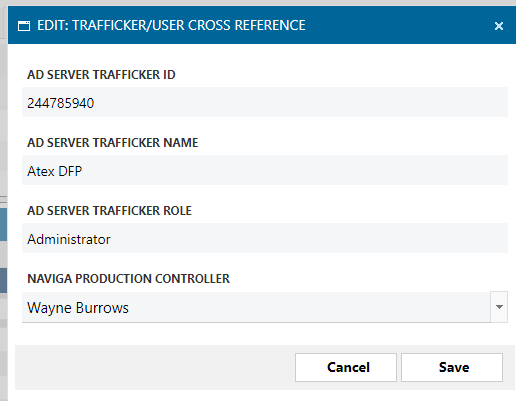 EDIT: TRAFFICKER/USER CROSS REFERENCE
AD SERVER TRAFFICKER ID
244785940
AD SERVER TRAFFICKER NAME
Atex DFP
AD SERVER TRAFFICKER ROLE
Administrator
NAVIGA PRODUCTION CONTROLLER
Wayne Burrows
Cancel Save